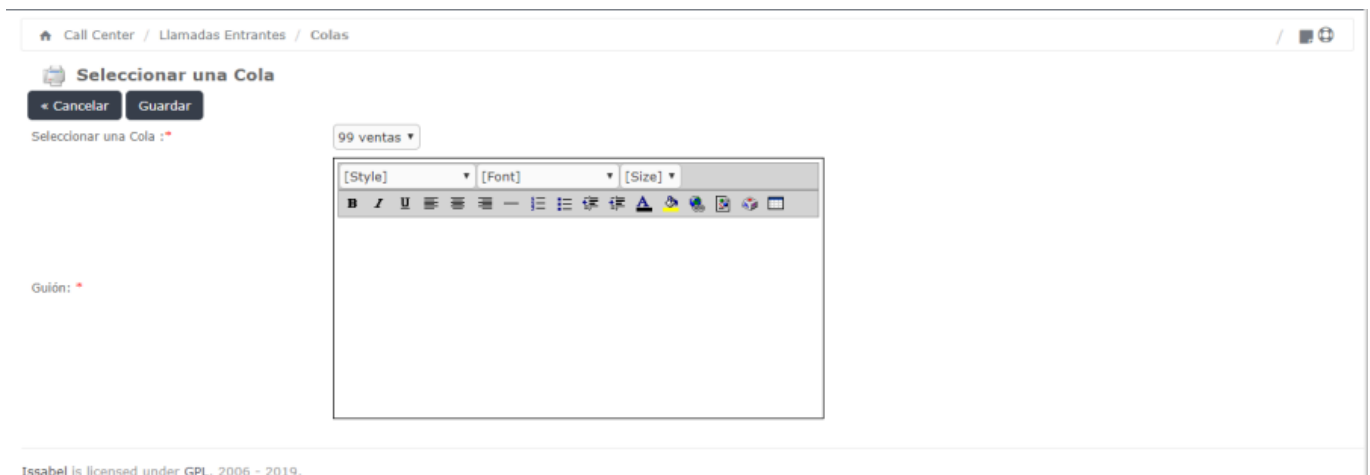 Call Center / Llamadas Entrantes / Colas /
Seleccionar una Cola
« Cancelar Guardar
Seleccionar una Cola :* 99 ventas
[Style] [Font] [Size]
B I U A
Guión: *
Issabel is licensed under GPL. 2006 - 2019.